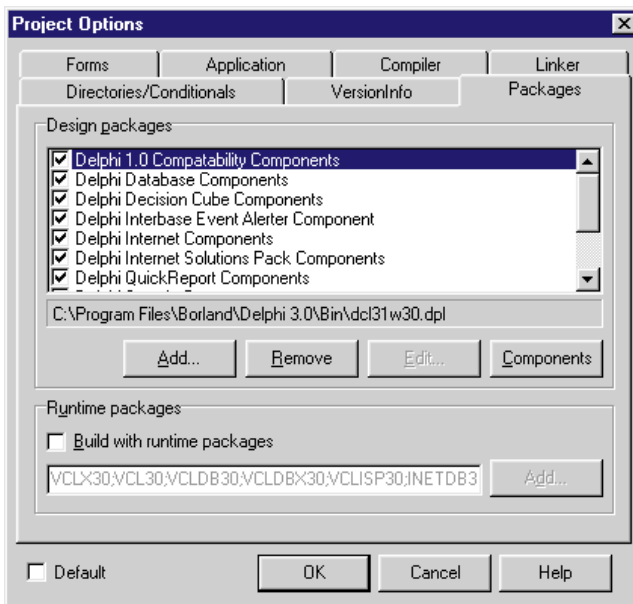 Project Options
Forms Application Compiler Linker
Directories/Conditionals VersionInfo Packages
Design packages
Delphi 1.0 Compatability Components
Delphi Database Components
Delphi Decision Cube Components
Delphi Interbase Event Alerter Component
Delphi Internet Components
Delphi Internet Solutions Pack Components
Delphi QuickReport Components
C:\Program Files\Borland\Delphi 3.0\Bin\dcl31w30.dpl
Add... Remove Edit... Components
Runtime packages
Build with runtime packages
VCLX30;VCL30;VCLDB30;VCLDBX30;VCLISP30;INETDB3
Add...
Default OK Cancel Help